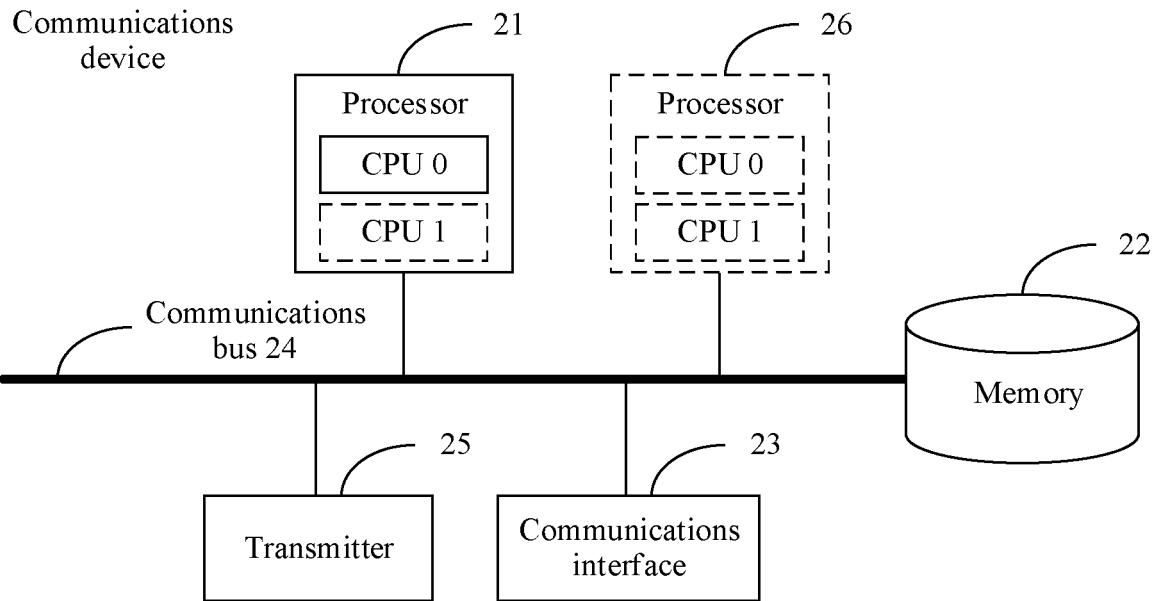 Communications
device
21
26
Processor
CPU 0
CPU 1
Processor
CPU 0
CPU 1
22
Communications
bus 24
Memory
25
23
Transmitter
Communications
interface